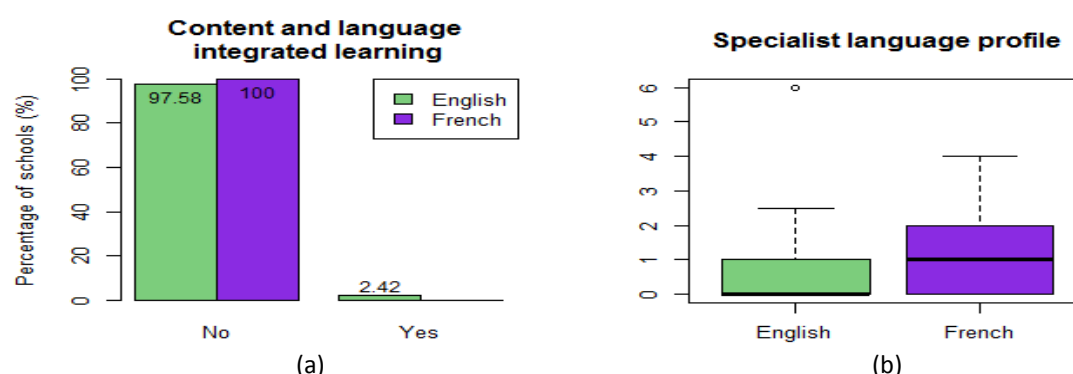 Content and language
integrated learning
Percentage of schools (%)
100
80
60
40
20
0
97.58
100
2.42
English
French
No
Yes
(a)
Specialist language profile
6
5
4
3
2
1
0
English
French
(b)